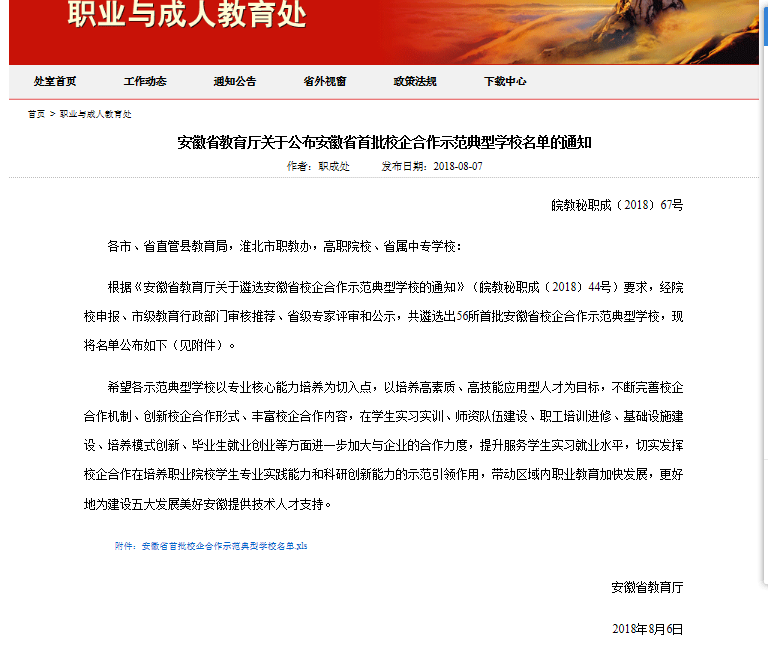 职业与成人教育处
处室首页 工作动态 通知公告 省外视窗 政策法规 下载中心
首页 > 职业与成人教育处
安徽省教育厅关于公布安徽省首批校企合作示范典型学校名单的通知
作者：职成处 发布日期：2018-08-07
皖教秘职成〔2018〕67号
各市、省直管县教育局，淮北市职教办，高职院校、省属中专学校：
根据《安徽省教育厅关于遴选安徽省校企合作示范典型学校的通知》（皖教秘职成〔2018〕44号）要求，经院
校申报、市级教育行政部门审核推荐、省级专家评审和公示，共遴选出56所首批安徽省校企合作示范典型学校，现
将名单公布如下（见附件）。
希望各示范典型学校以专业核心能力培养为切入点，以培养高素质、高技能应用型人才为目标，不断完善校企
合作机制、创新校企合作形式、丰富校企合作内容，在学生实习实训、师资队伍建设、职工培训进修、基础设施建
设、培养模式创新、毕业生就业创业等方面进一步加大与企业的合作力度，提升服务学生实习就业水平，切实发挥
校企合作在培养职业院校学生专业实践能力和科研创新能力的示范引领作用，带动区域内职业教育加快发展，更好
地为建设五大发展美好安徽提供技术人才支持。
附件：安徽省首批校企合作示范典型学校名单.xls
安徽省教育厅
2018年8月6日